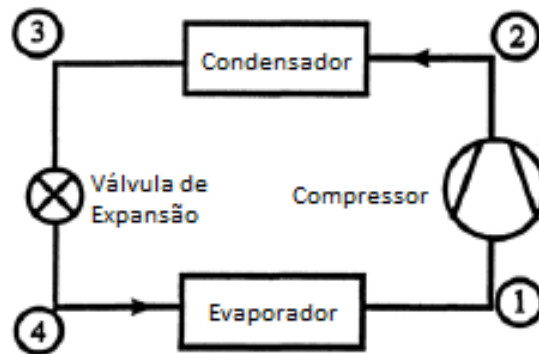 3
2
Condensador
Válvula de
Expansão
Compressor
Evaporador
1
4